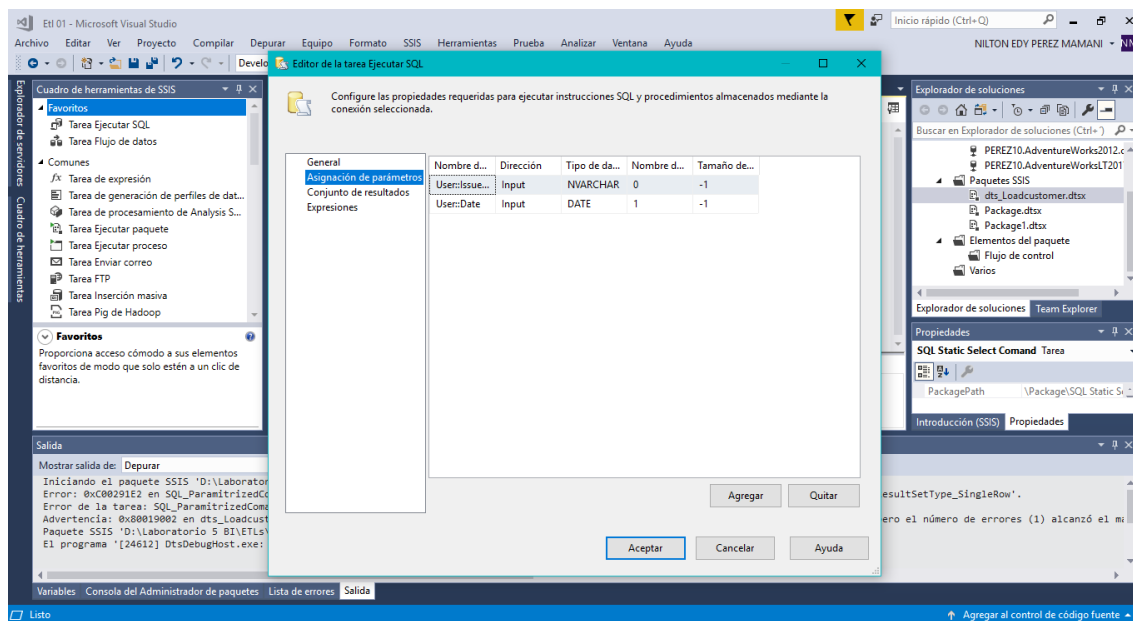 Etl 01 - Microsoft Visual Studio
Inicio rápido (Ctrl+Q)
Archivo Editar Ver Proyecto Compilar Depurar Equipo Formato SSIS Herramientas Prueba Analizar Ventana Ayuda
NILTON EDY PEREZ MAMANI
Develo
Explorador de servidores
Cuadro de herramientas
Cuadro de herramientas de SSIS
Favoritos
Tarea Ejecutar SQL
Tarea Flujo de datos
Comunes
Tarea de expresión
Tarea de generación de perfiles de dat...
Tarea de procesamiento de Analysis S...
Tarea Ejecutar paquete
Tarea Ejecutar proceso
Tarea Enviar correo
Tarea FTP
Tarea Inserción masiva
Tarea Pig de Hadoop
Favoritos
Proporciona acceso cómodo a sus elementos
favoritos de modo que solo estén a un clic de
distancia.
Editor de la tarea Ejecutar SQL
Configure las propiedades requeridas para ejecutar instrucciones SQL y procedimientos almacenados mediante la
conexión seleccionada.
General
Asignación de parámetros
Conjunto de resultados
Expresiones
Nombre d... Dirección Tipo de da... Nombre d... Tamaño de...
User::Issue... Input NVARCHAR 0 -1
User::Date Input DATE 1 -1
Agregar Quitar
Aceptar Cancelar Ayuda
Explorador de soluciones
Buscar en Explorador de soluciones (Ctrl+´)
PEREZ10.AdventureWorks2012.c
PEREZ10.AdventureWorksLT201
Paquetes SSIS
dts_Loadcustomer.dtsx
Package.dtsx
Package1.dtsx
Elementos del paquete
Flujo de control
Varios
Explorador de soluciones Team Explorer
Propiedades
SQL Static Select Comand Tarea
PackagePath \Package\SQL Static Se
Introducción (SSIS) Propiedades
Salida
Mostrar salida de: Depurar
Iniciando el paquete SSIS 'D:\Laborator
Error: 0xC00291E2 en SQL_ParamitrizedCo
esultSetType_SingleRow'.
Error de la tarea: SQL_ParamitrizedComa
Advertencia: 0x80019002 en dts_Loadcust
ero el número de errores (1) alcanzó el má
Paquete SSIS 'D:\Laboratorio 5 BI\ETLs\
El programa '[24612] DtsDebugHost.exe:
Variables Consola del Administrador de paquetes Lista de errores Salida
Listo
Agregar al control de código fuente